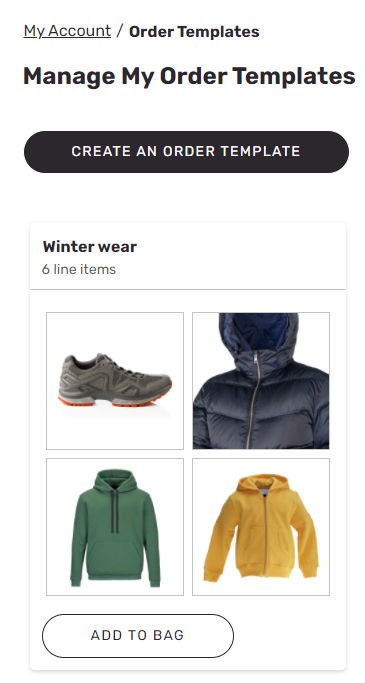 My Account / Order Templates
Manage My Order Templates
CREATE AN ORDER TEMPLATE
Winter wear
6 line items
ADD TO BAG